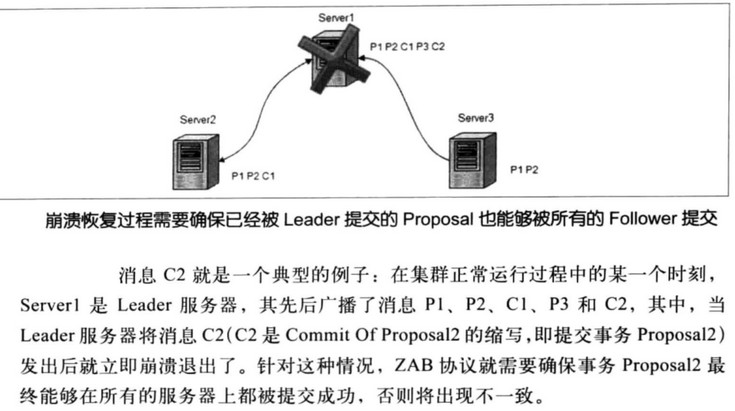 Server1
P1 P2 C1 P3 C2
Server2
Server3
P1 P2 C1
P1 P2
崩溃恢复过程需要确保已经被 Leader 提交的 Proposal 也能够被所有的 Follower 提交
消息 C2 就是一个典型的例子：在集群正常运行过程中的某一个时刻，
Server1 是 Leader 服务器，其先后广播了消息 P1、P2、C1、P3 和 C2，其中，当
Leader 服务器将消息 C2（C2 是 Commit Of Proposal2 的缩写，即提交事务 Proposal2）
发出后就立即崩溃退出了。针对这种情况，ZAB 协议就需要确保事务 Proposal2 最
终能够在所有的服务器上都被提交成功，否则将出现不一致。